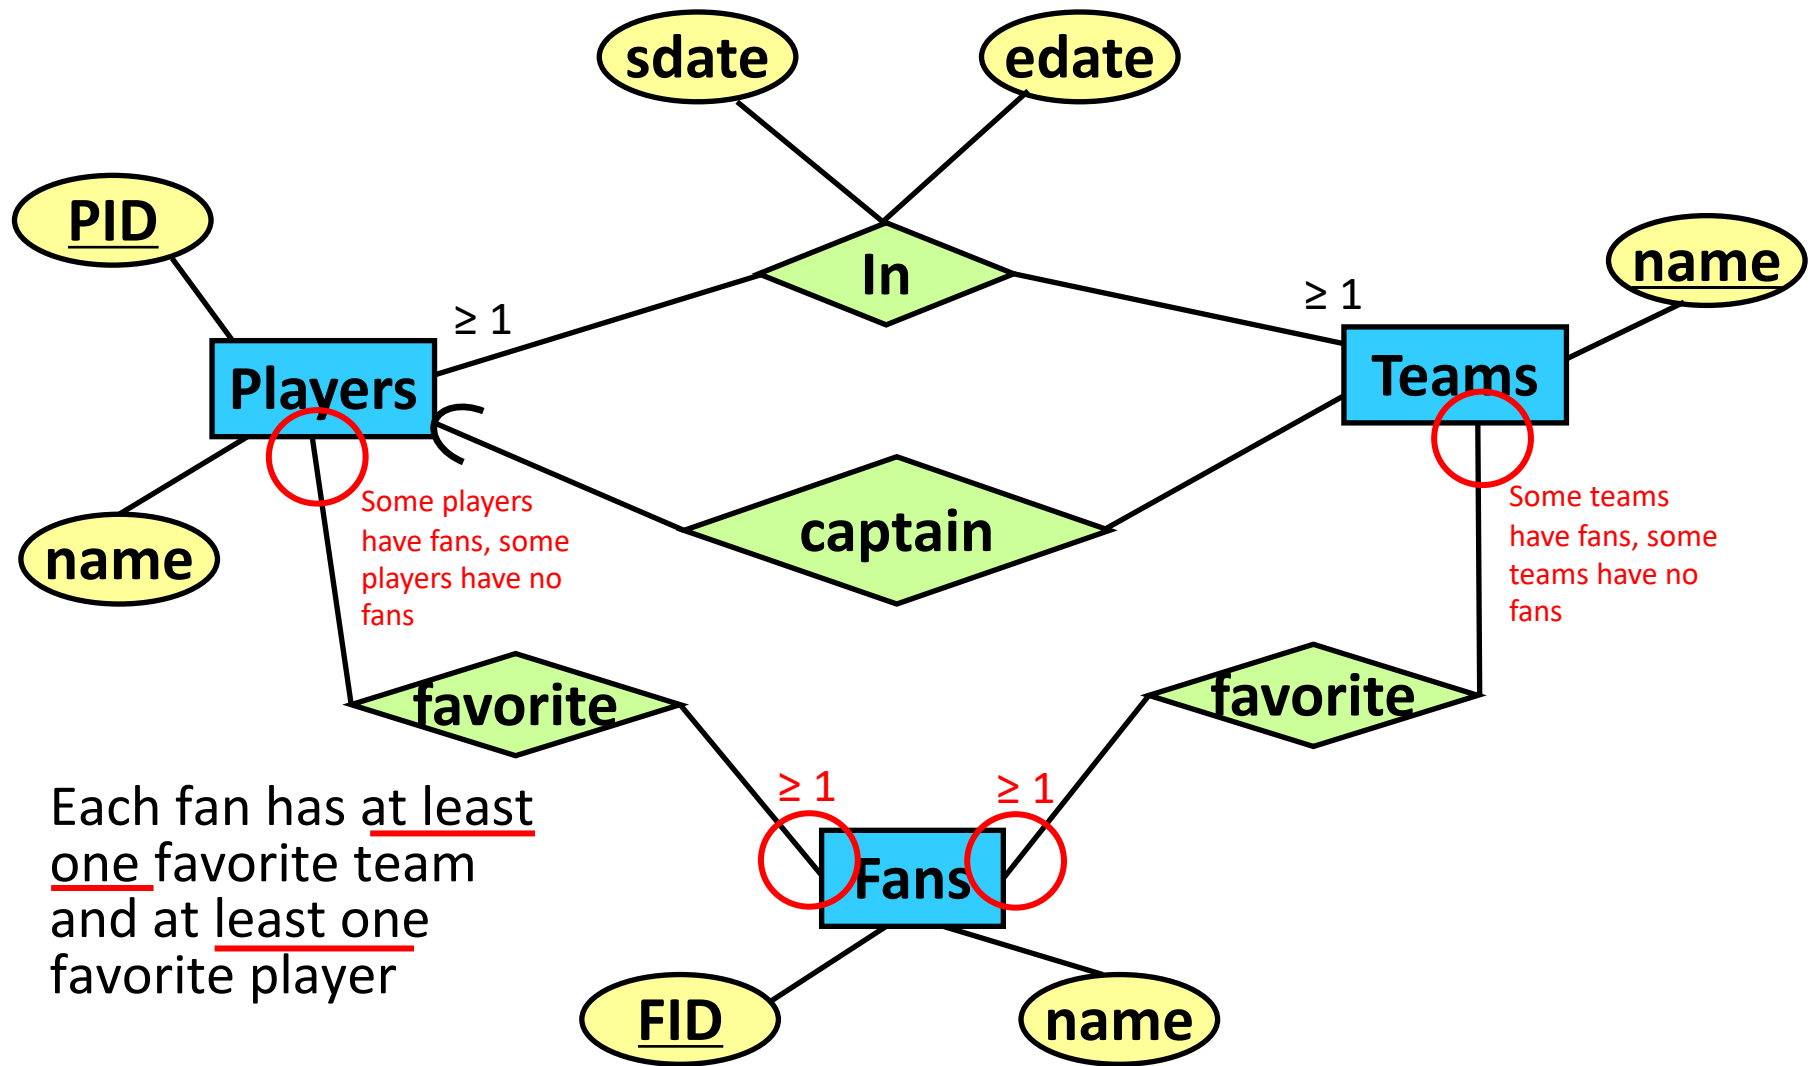 sdate
edate
PID
In
name
≥ 1
≥ 1
Players
Teams
name
captain
Some players
have fans, some
players have no
fans
Some teams
have fans, some
teams have no
fans
favorite
favorite
≥ 1
≥ 1
Each fan has at least
one favorite team
and at least one
favorite player
Fans
FID
name